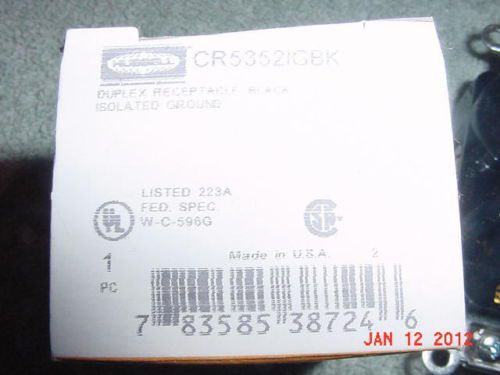 HUBBELL CR5352IGBK
DUPLEX RECEPTACLE BLACK
ISOLATED GROUND
LISTED 223A
FED. SPEC.
W-C-596G
UL
1
PC
Made in U.S.A. 2
7 83585 38724 6
JAN 12 2012